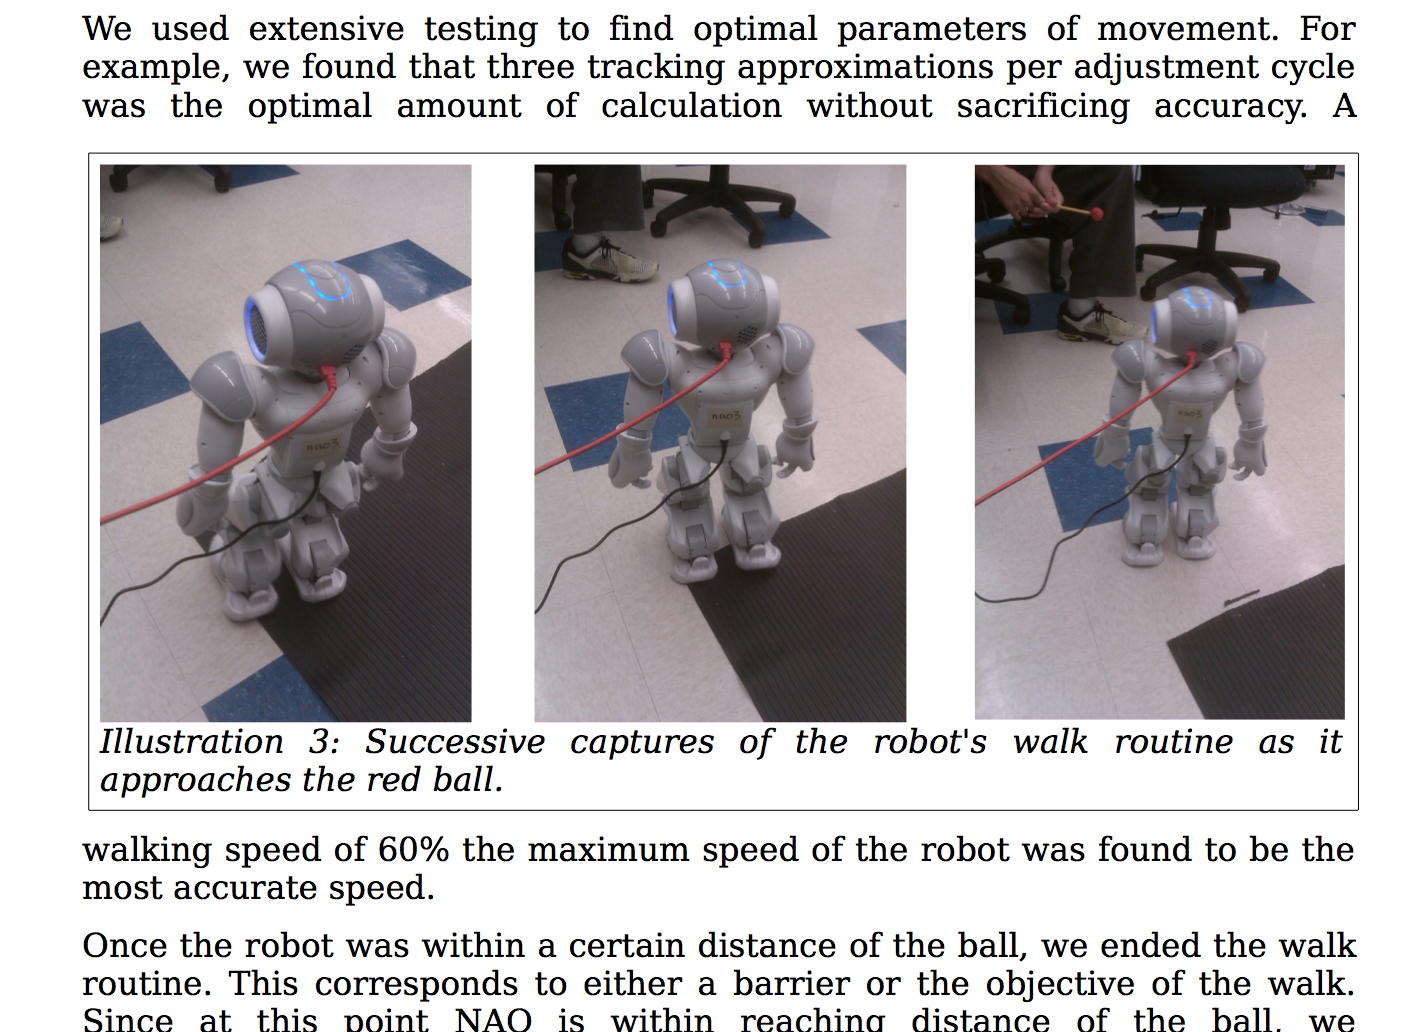 We used extensive testing to find optimal parameters of movement. For
example, we found that three tracking approximations per adjustment cycle
was the optimal amount of calculation without sacrificing accuracy. A
nao3
nao3
nao3
Illustration 3: Successive captures of the robot's walk routine as it
approaches the red ball.
walking speed of 60% the maximum speed of the robot was found to be the
most accurate speed.
Once the robot was within a certain distance of the ball, we ended the walk
routine. This corresponds to either a barrier or the objective of the walk.
Since at this point NAO is within reaching distance of the ball, we